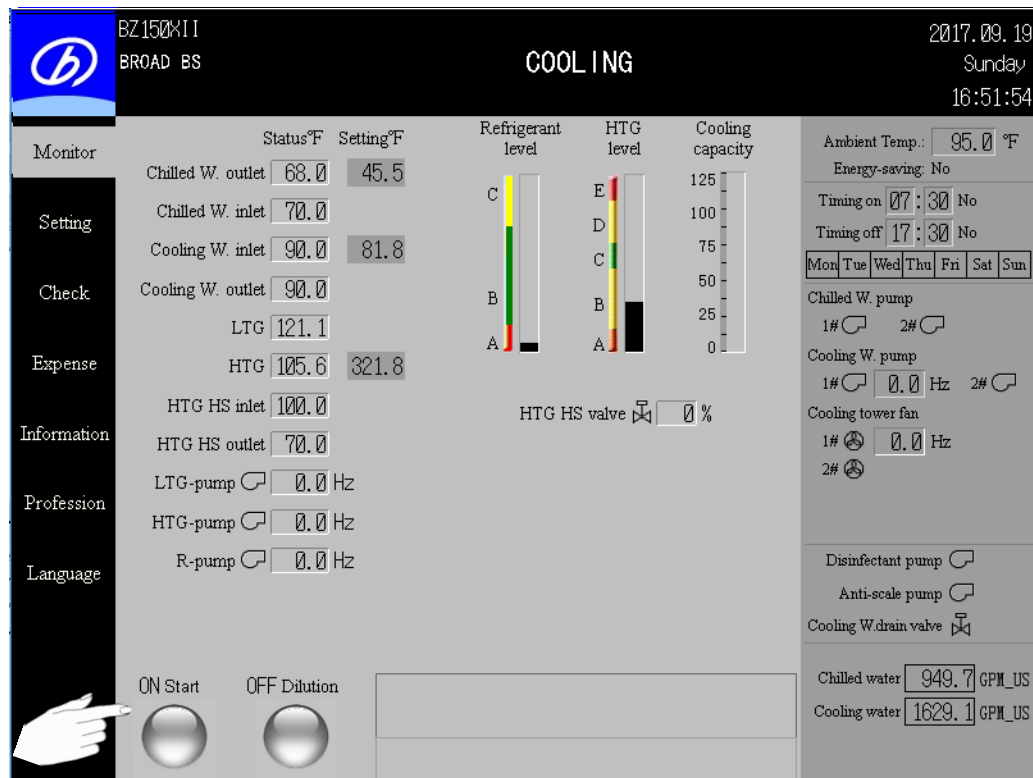 BZ150XII
BROAD BS
COOLING
2017.09.19
Sunday
16:51:54
Monitor
Setting
Check
Expense
Information
Profession
Language
Status°F Setting°F
Chilled W. outlet 68.0 45.5
Chilled W. inlet 70.0
Cooling W. inlet 90.0 81.8
Cooling W. outlet 90.0
LTG 121.1
HTG 105.6 321.8
HTG HS inlet 100.0
HTG HS outlet 70.0
LTG-pump 0.0 Hz
HTG-pump 0.0 Hz
R-pump 0.0 Hz
Refrigerant level
C
B
A
HTG level
E
D
C
B
A
Cooling capacity
125
100
75
50
25
0
HTG HS valve 0 %
Ambient Temp.: 95.0 °F
Energy-saving: No
Timing on 07:30 No
Timing off 17:30 No
Mon Tue Wed Thu Fri Sat Sun
Chilled W. pump
1# 2#
Cooling W. pump
1# 0.0 Hz 2#
Cooling tower fan
1# 0.0 Hz
2#
Disinfectant pump
Anti-scale pump
Cooling W.drain valve
Chilled water 949.7 GPM_US
Cooling water 1629.1 GPM_US
ON Start OFF Dilution